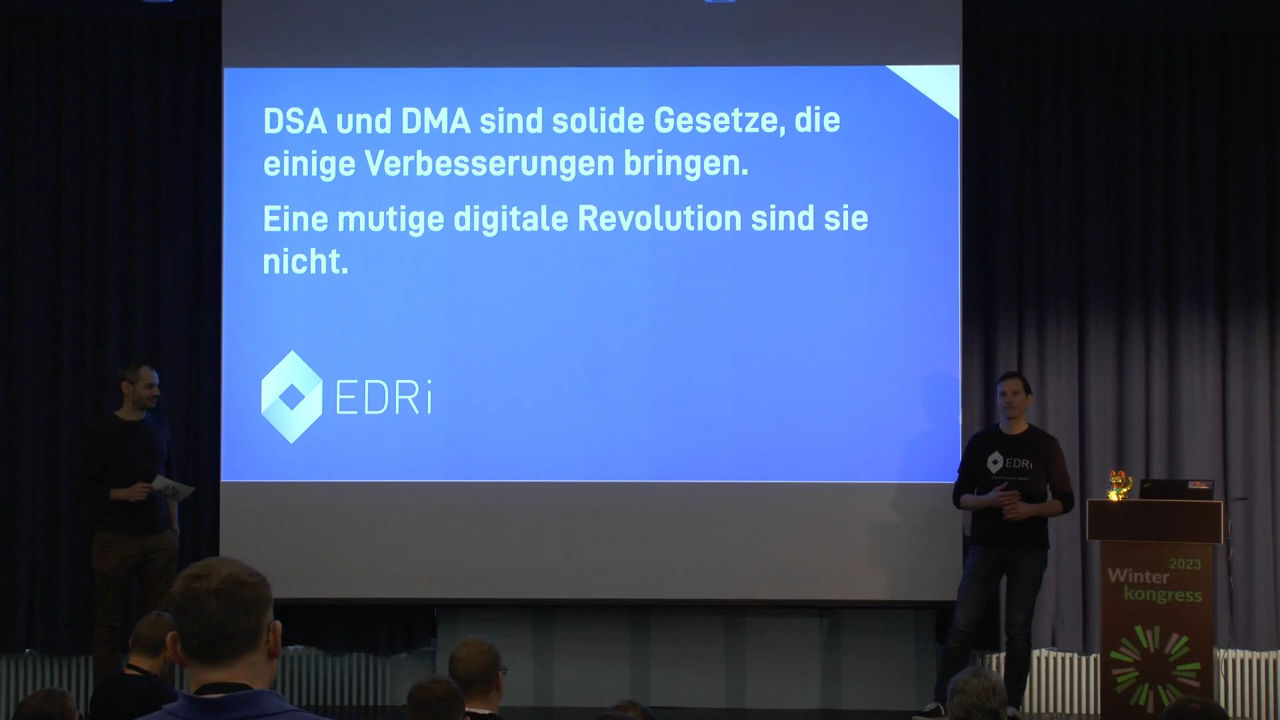 DSA und DMA sind solide Gesetze, die
einige Verbesserungen bringen.
Eine mutige digitale Revolution sind sie
nicht.
EDRi
EDRi
2023
Winter
kongress